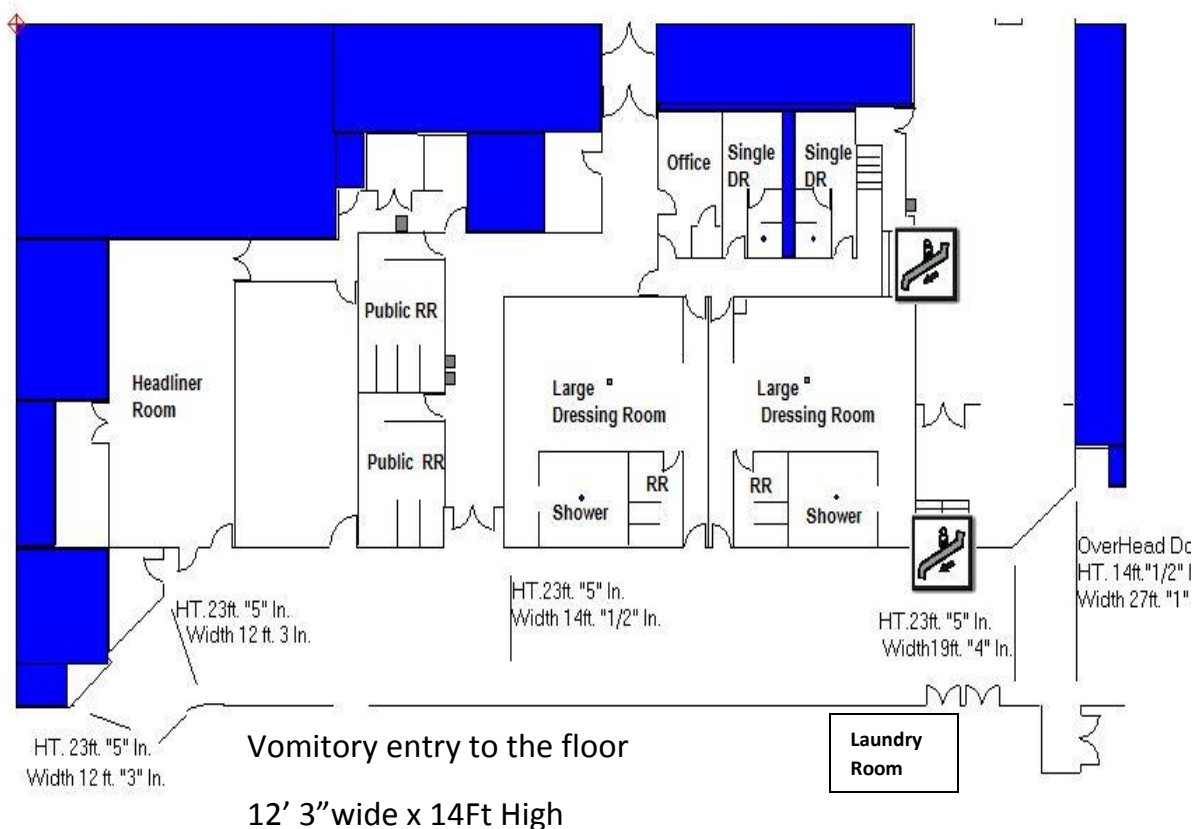 Office
Single
DR
Single
DR
Public RR
Headliner
Room
Large
Dressing Room
Large
Dressing Room
Public RR
RR
RR
Shower
Shower
OverHead Do
HT. 14ft."1/2" I
Width 27ft. "1"
HT.23ft. "5" In.
Width 12 ft. 3 In.
HT.23ft. "5" In.
Width 14ft. "1/2" In.
HT.23ft. "5" In.
Width19ft. "4" In.
HT. 23ft. "5" In.
Width 12 ft. "3" In.
Vomitory entry to the floor
12’ 3”wide x 14Ft High
Laundry
Room